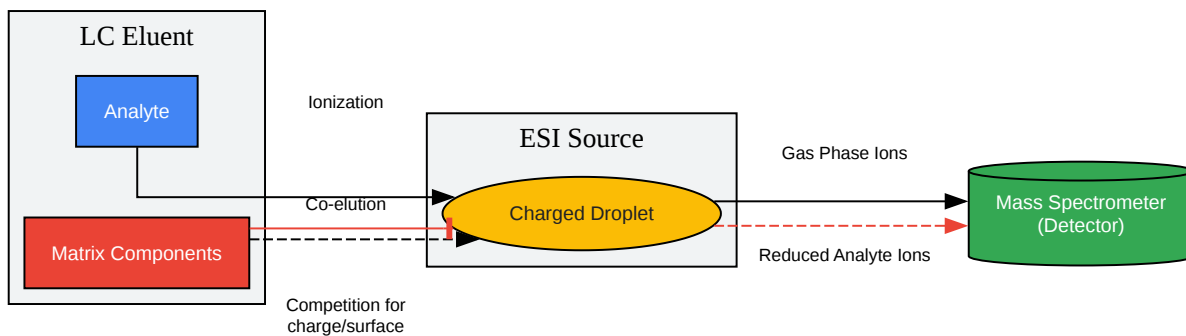 LC Eluent
Analyte
Matrix Components
Ionization
Co-elution
Competition for
charge/surface
ESI Source
Charged Droplet
Gas Phase Ions
Reduced Analyte Ions
Mass Spectrometer
(Detector)